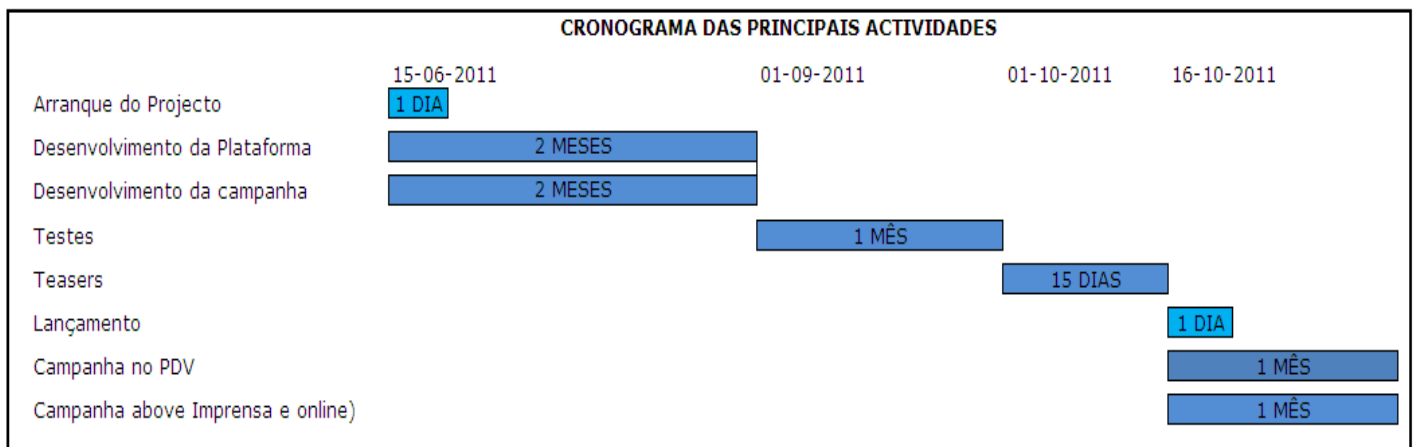 CRONOGRAMA DAS PRINCIPAIS ACTIVIDADES
15-06-2011 01-09-2011 01-10-2011 16-10-2011
Arranque do Projecto 1 DIA
Desenvolvimento da Plataforma 2 MESES
Desenvolvimento da campanha 2 MESES
Testes 1 MÊS
Teasers 15 DIAS
Lançamento 1 DIA
Campanha no PDV 1 MÊS
Campanha above Imprensa e online) 1 MÊS